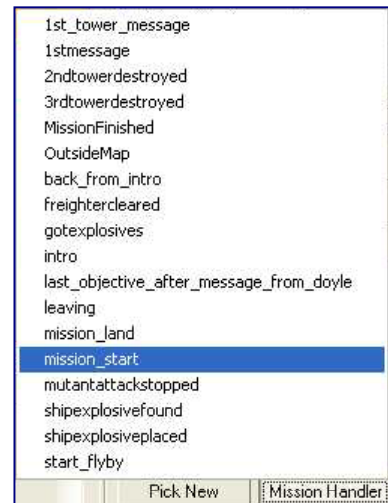 1st_tower_message
1stmessage
2ndtowerdestroyed
3rdtowerdestroyed
MissionFinished
OutsideMap
back_from_intro
freightercleared
gotexplosives
intro
last_objective_after_message_from_doyle
leaving
mission_land
mission_start
mutantattackstopped
shipexplosivefound
shipexplosiveplaced
start_flyby
Pick New Mission Handler